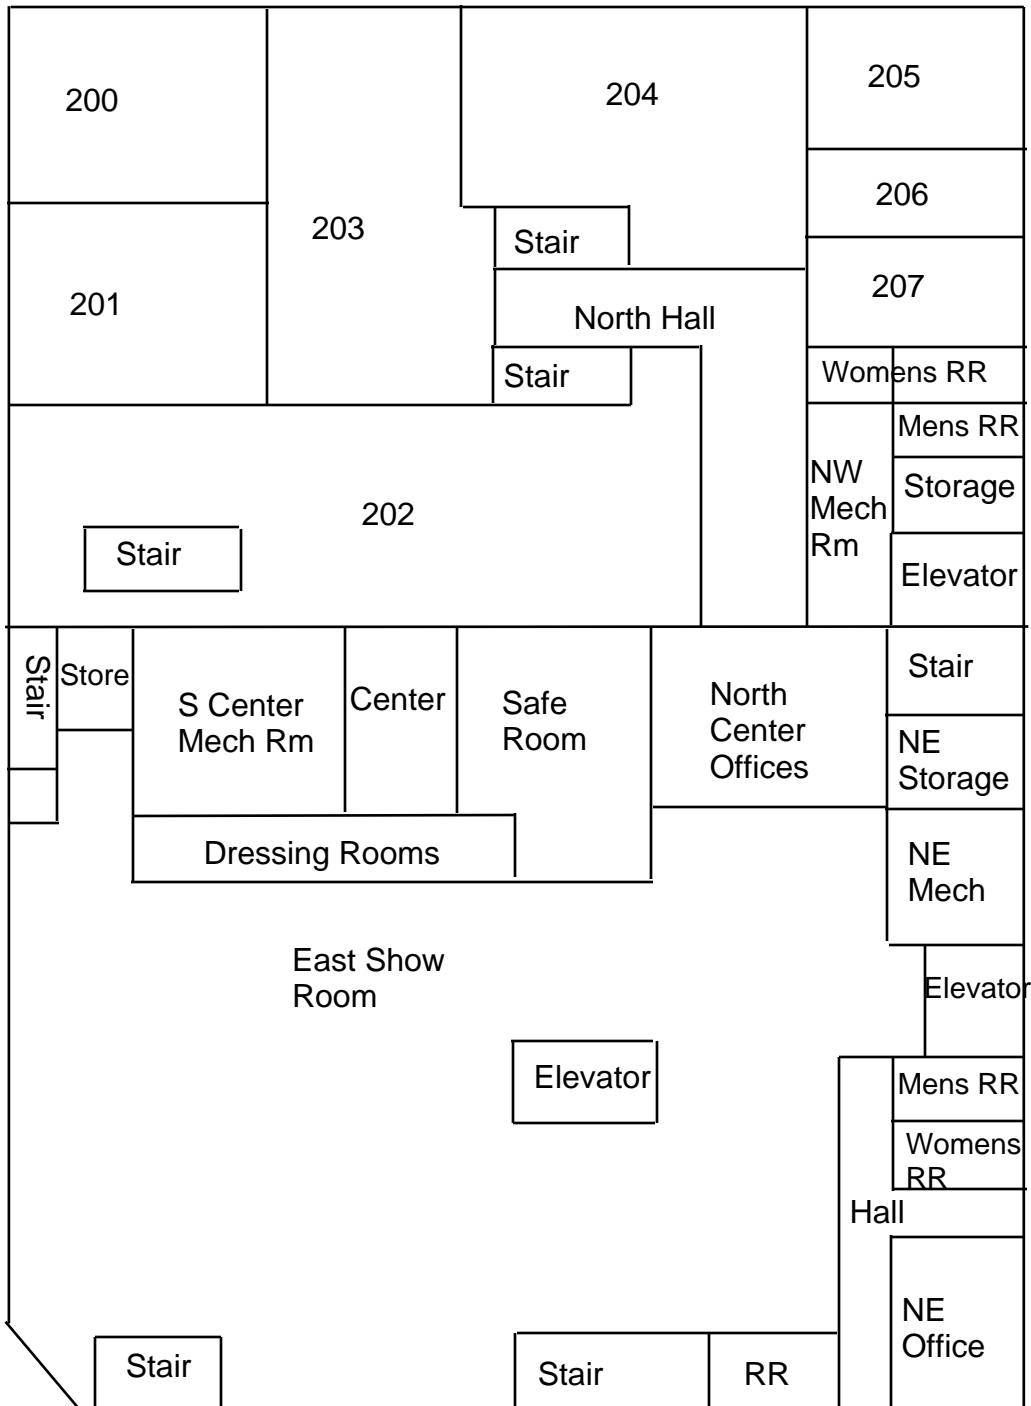 200
204
205
206
203
Stair
207
201
North Hall
Stair
Womens RR
Mens RR
NW
Mech
Rm
Storage
202
Stair
Elevator
Stair
Store
S Center
Mech Rm
Center
Safe
Room
North
Center
Offices
Stair
NE
Storage
Dressing Rooms
NE
Mech
East Show
Room
Elevator
Elevator
Mens RR
Womens
RR
Hall
NE
Office
Stair
Stair
RR